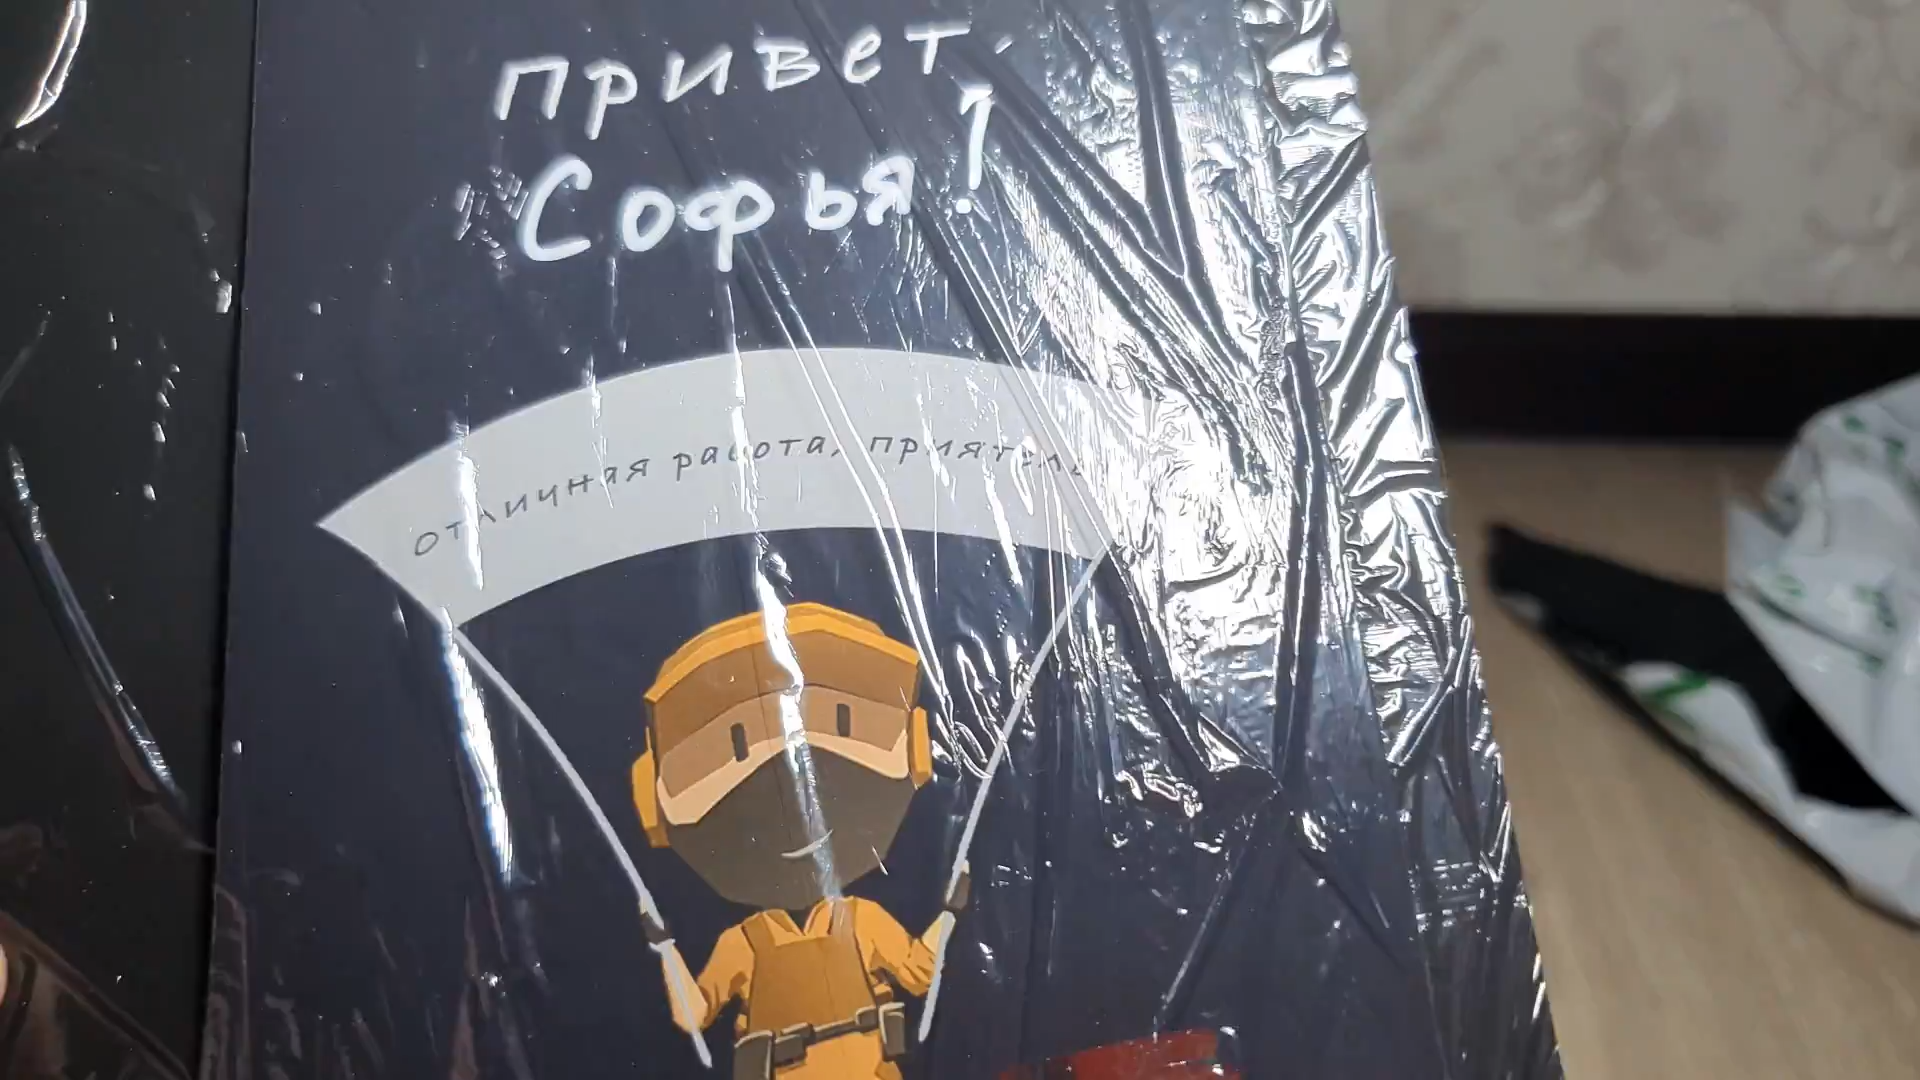 привет,
Софья!
отличная работа, приятель